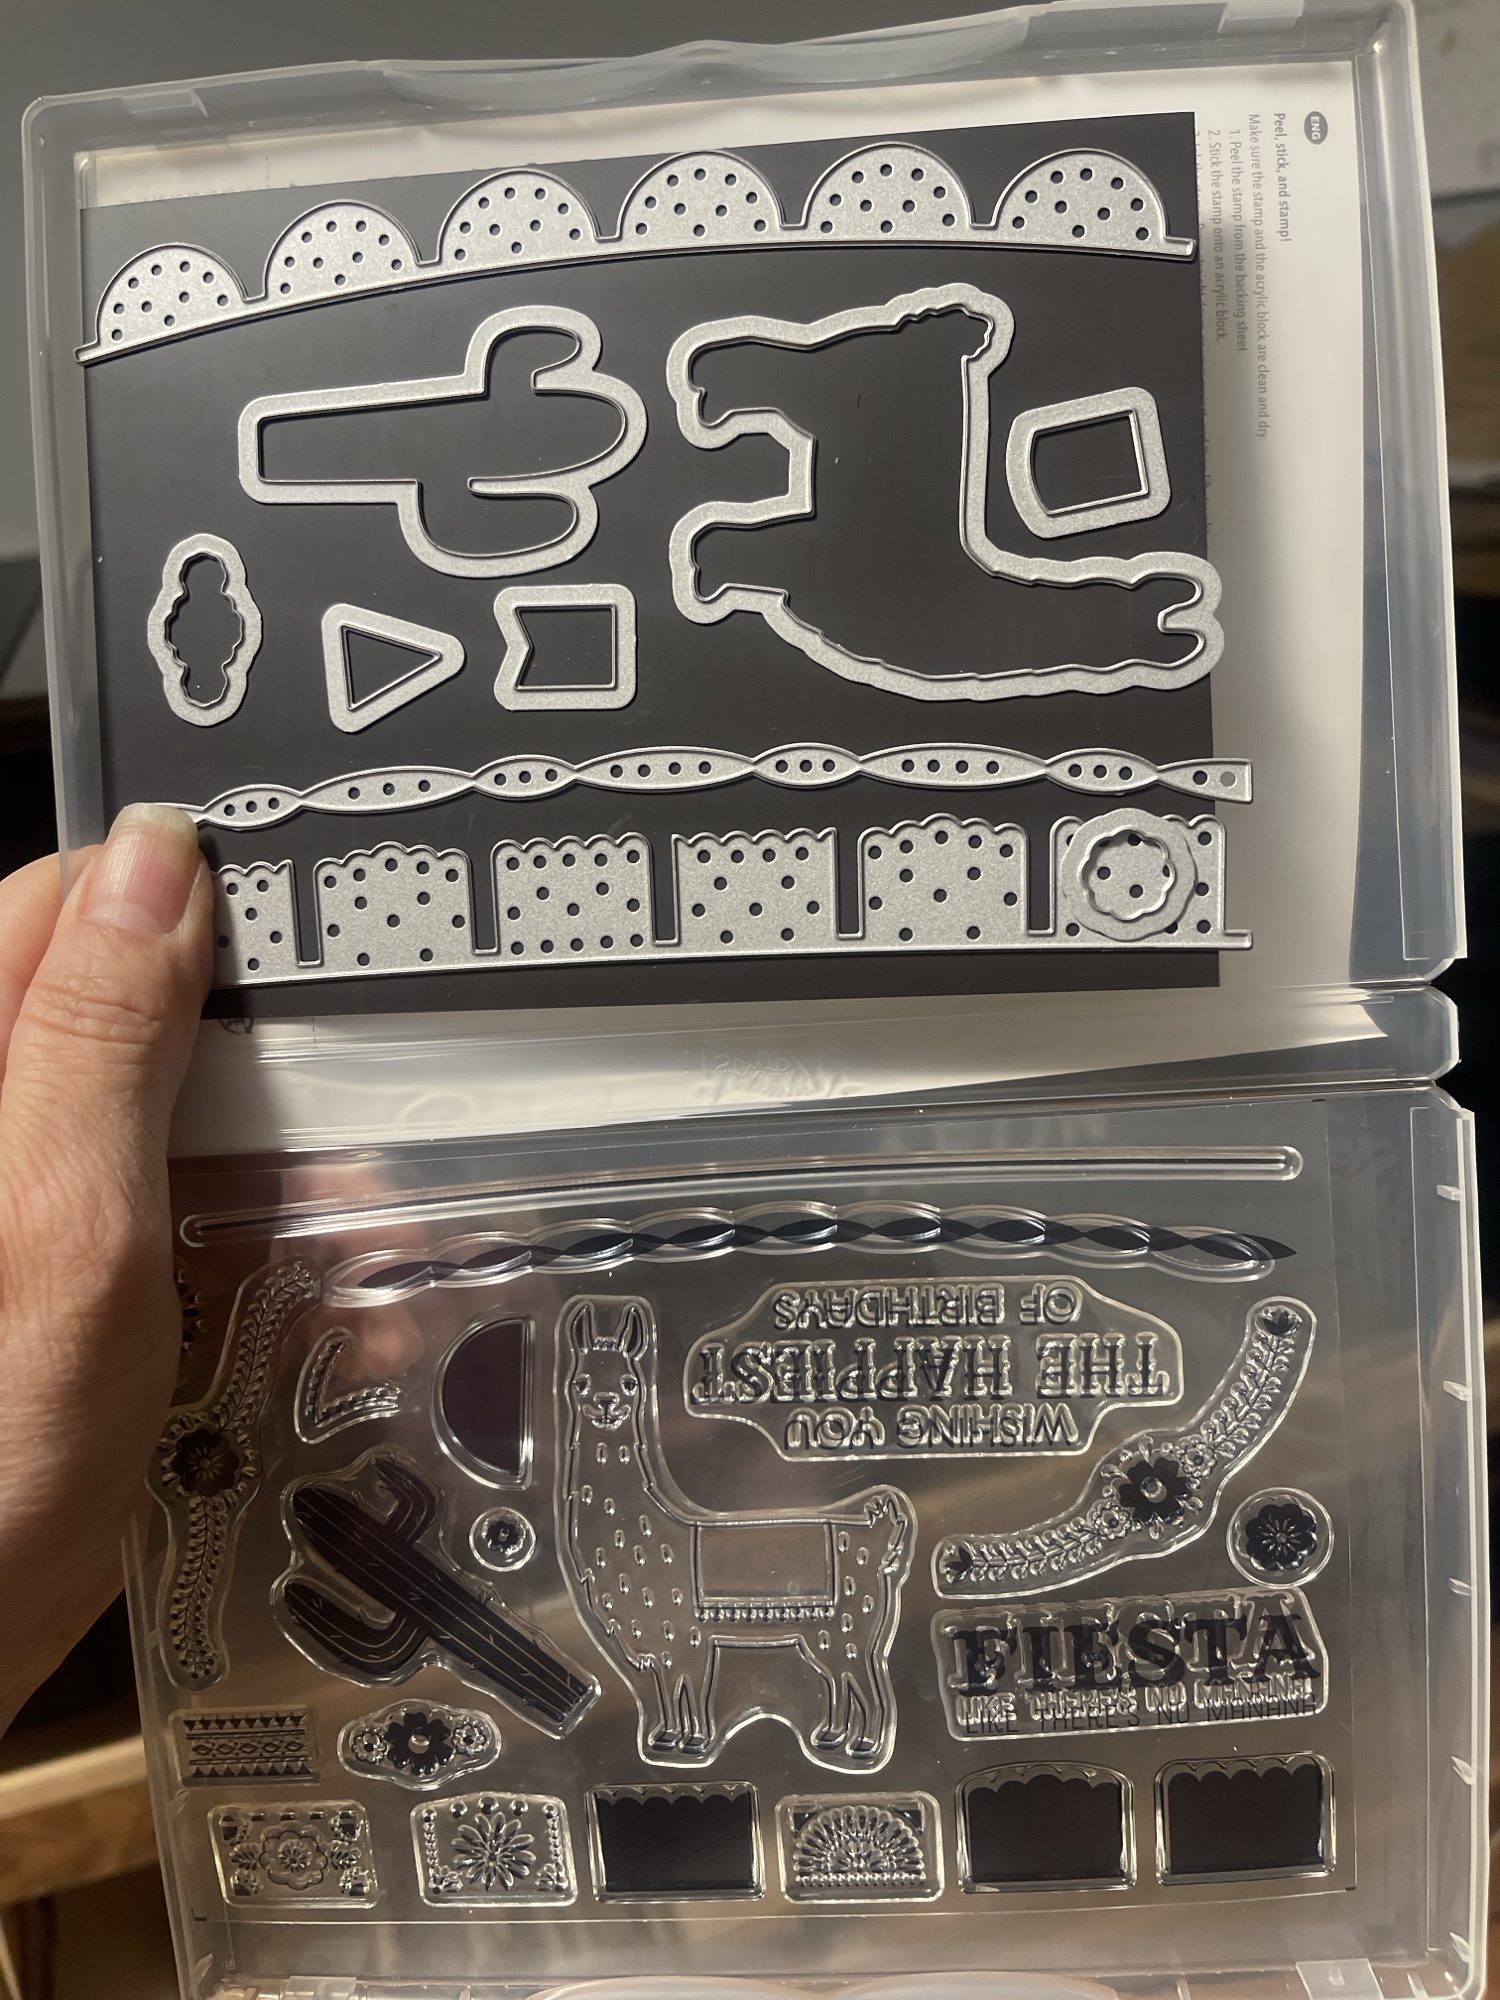 ENG
Peel, stick, and stamp!
Make sure the stamp and the acrylic block are clean and dry
1. Peel the stamp from the backing sheet
2. Stick the stamp onto an acrylic block.
WISHING YOU
THE HAPPIEST
OF BIRTHDAYS
FIESTA
LIKE THERE'S NO MAÑANA